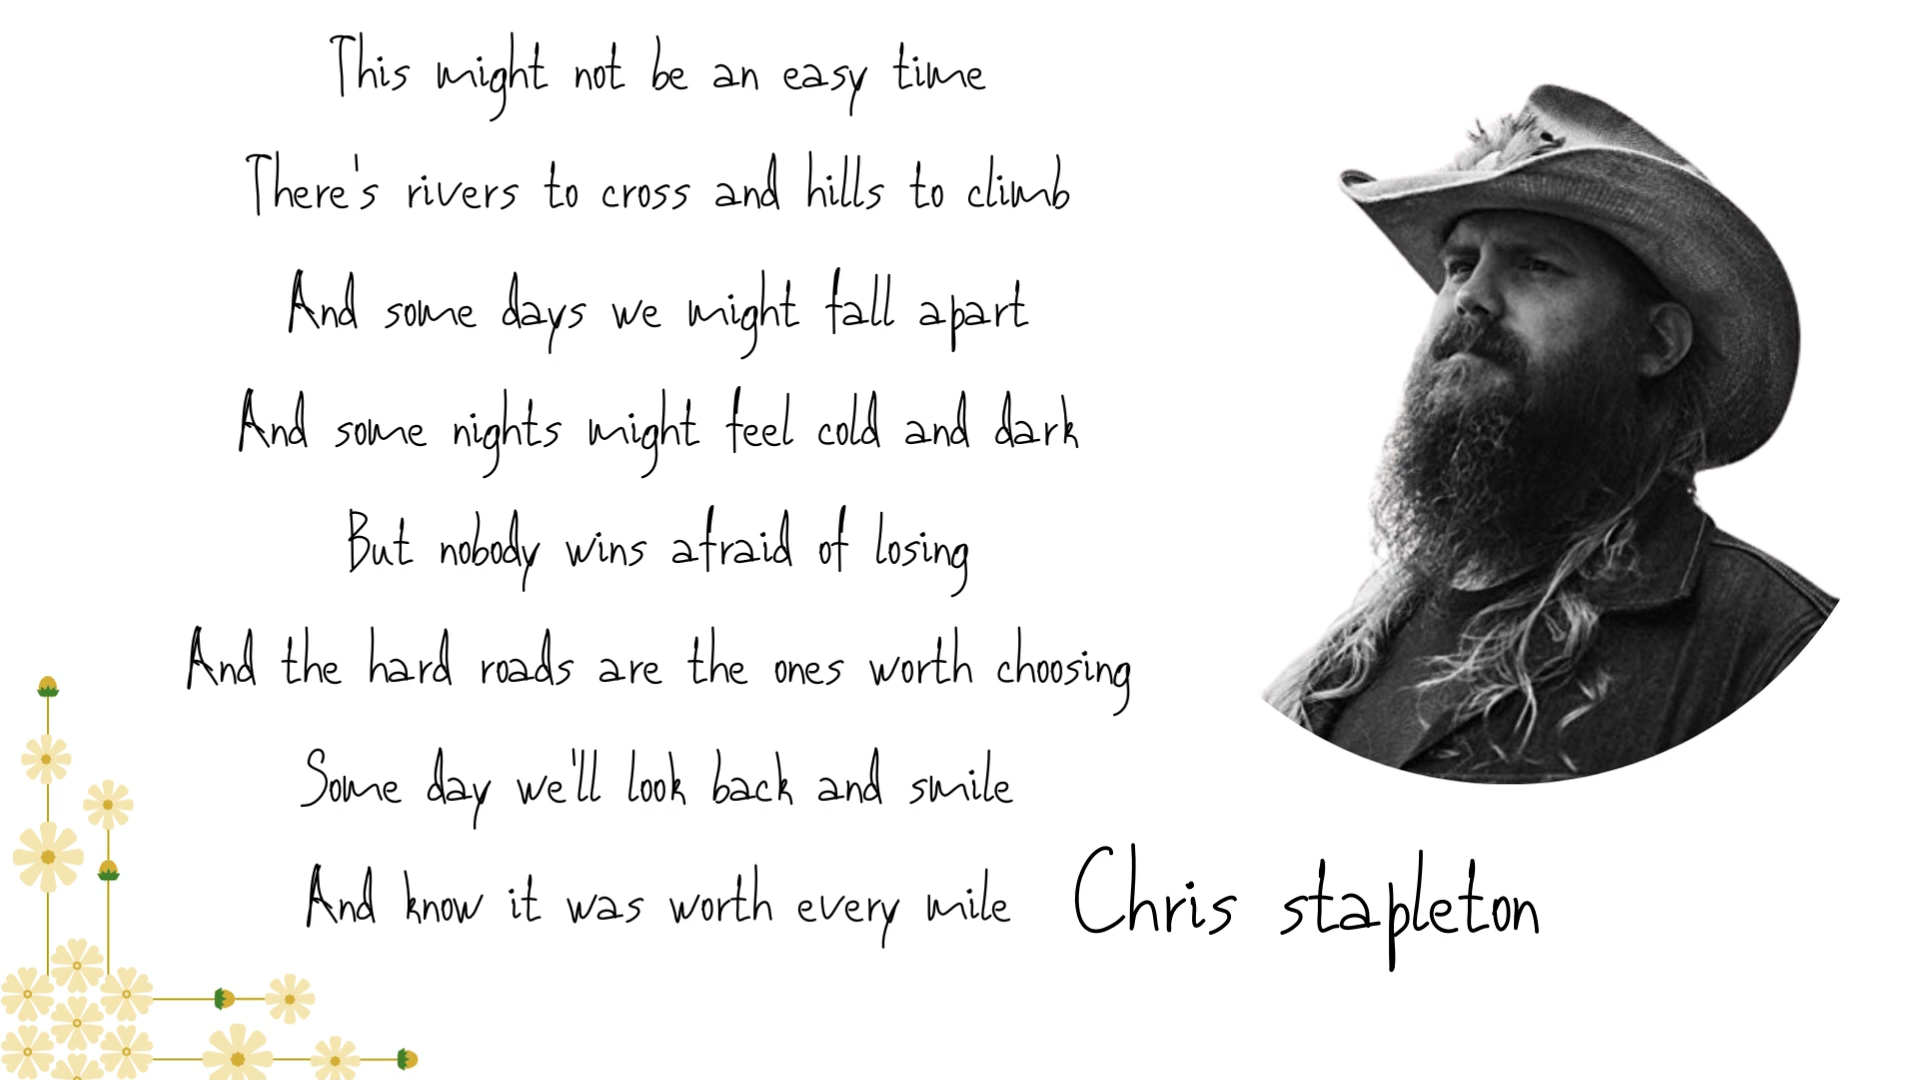 This might not be an easy time
There's rivers to cross and hills to climb
And some days we might fall apart
And some nights might feel cold and dark
But nobody wins afraid of losing
And the hard roads are the ones worth choosing
Some day we'll look back and smile
And know it was worth every mile
Chris stapleton